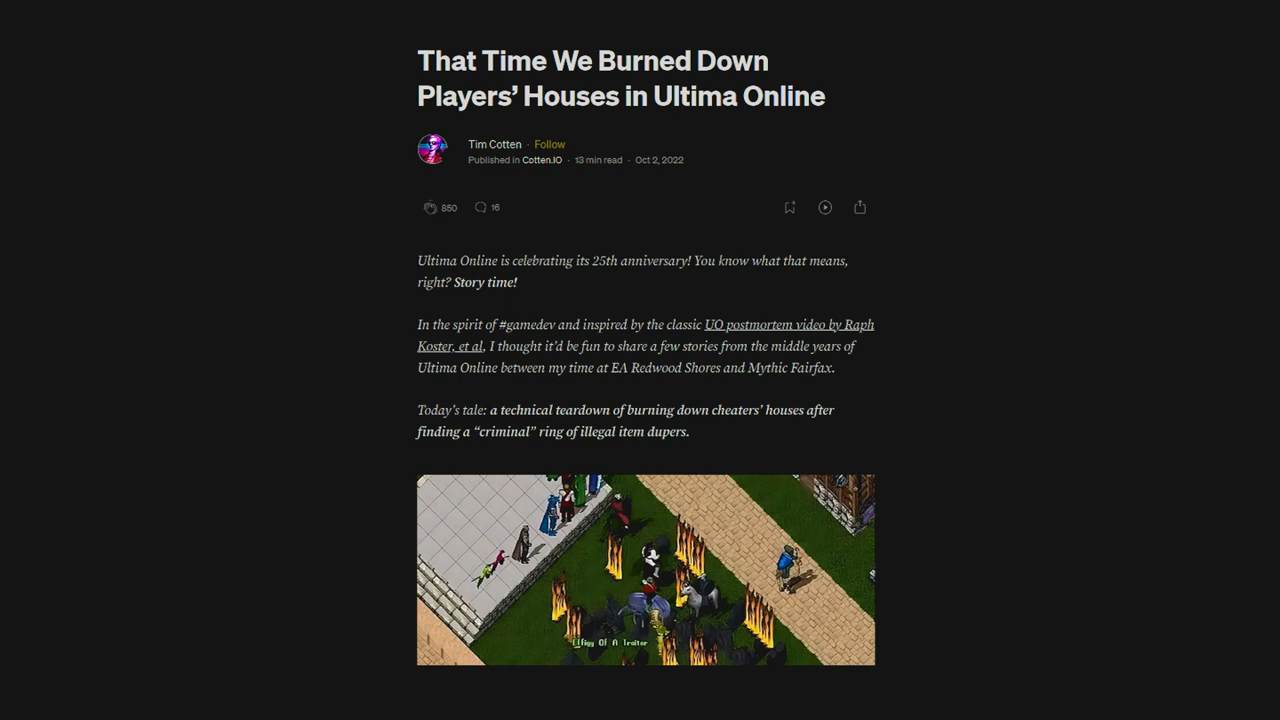 That Time We Burned Down
Players’ Houses in Ultima Online
Tim Cotten · Follow
Published in Cotten.IO · 13 min read · Oct 2, 2022
850 16
Ultima Online is celebrating its 25th anniversary! You know what that means,
right? Story time!
In the spirit of #gamedev and inspired by the classic UO postmortem video by Raph
Koster, et al, I thought it’d be fun to share a few stories from the middle years of
Ultima Online between my time at EA Redwood Shores and Mythic Fairfax.
Today’s tale: a technical teardown of burning down cheaters’ houses after
finding a “criminal” ring of illegal item dupers.
Effigy Of A Traitor